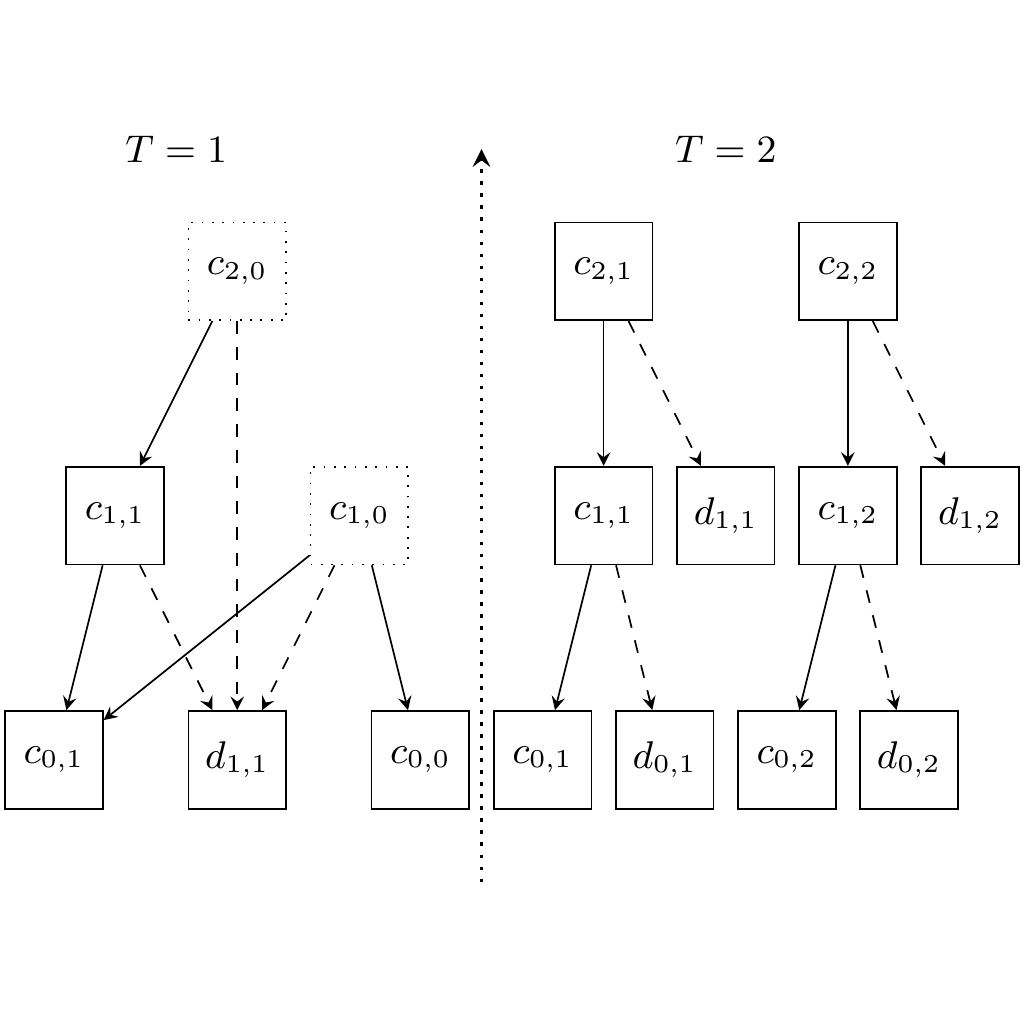 T = 1
T = 2
c_{2,0}
c_{2,1}
c_{2,2}
c_{1,1}
c_{1,0}
c_{1,1}
d_{1,1}
c_{1,2}
d_{1,2}
c_{0,1}
d_{1,1}
c_{0,0}
c_{0,1}
d_{0,1}
c_{0,2}
d_{0,2}